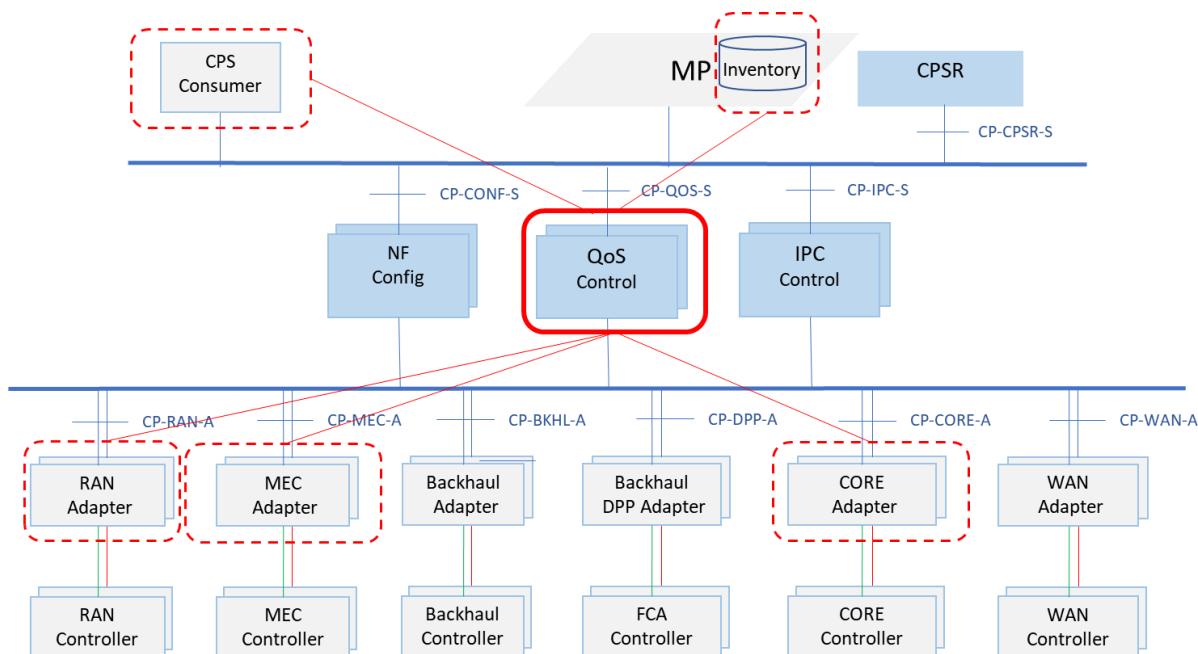 CPS
Consumer
MP
Inventory
CPSR
CP-CPSR-S
CP-CONF-S
CP-QOS-S
CP-IPC-S
NF
Config
QoS
Control
IPC
Control
CP-RAN-A
CP-MEC-A
CP-BKHL-A
CP-DPP-A
CP-CORE-A
CP-WAN-A
RAN
Adapter
MEC
Adapter
Backhaul
Adapter
Backhaul
DPP Adapter
CORE
Adapter
WAN
Adapter
RAN
Controller
MEC
Controller
Backhaul
Controller
FCA
Controller
CORE
Controller
WAN
Controller